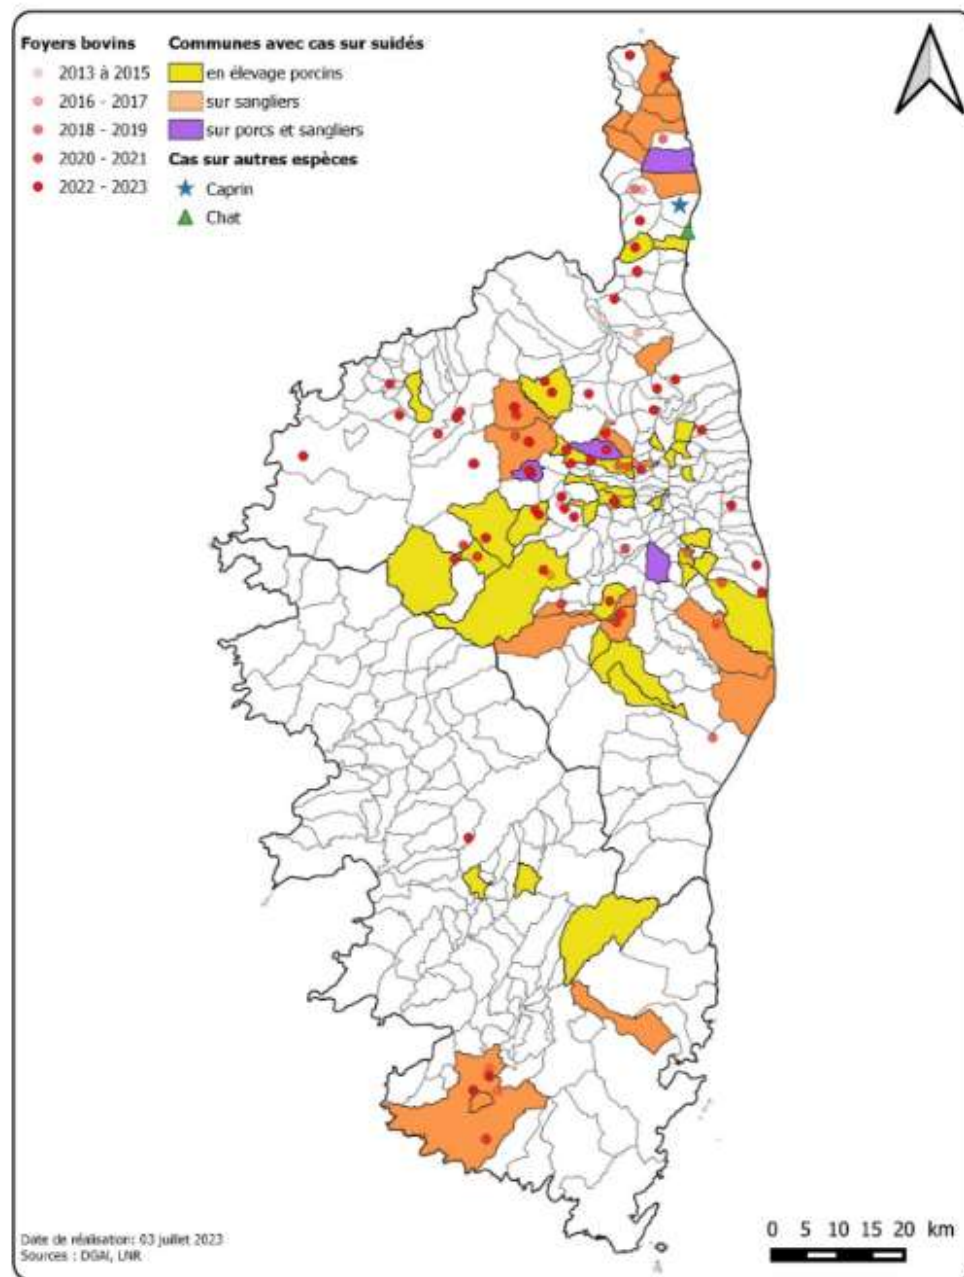 Foyers bovins
2013 à 2015
2016 - 2017
2018 - 2019
2020 - 2021
2022 - 2023
Communes avec cas sur suidés
en élevage porcins
sur sangliers
sur porcs et sangliers
Cas sur autres espèces
Caprin
Chat
Date de réalisation: 03 juillet 2023
Sources : DGAl, LNR
0 5 10 15 20 km